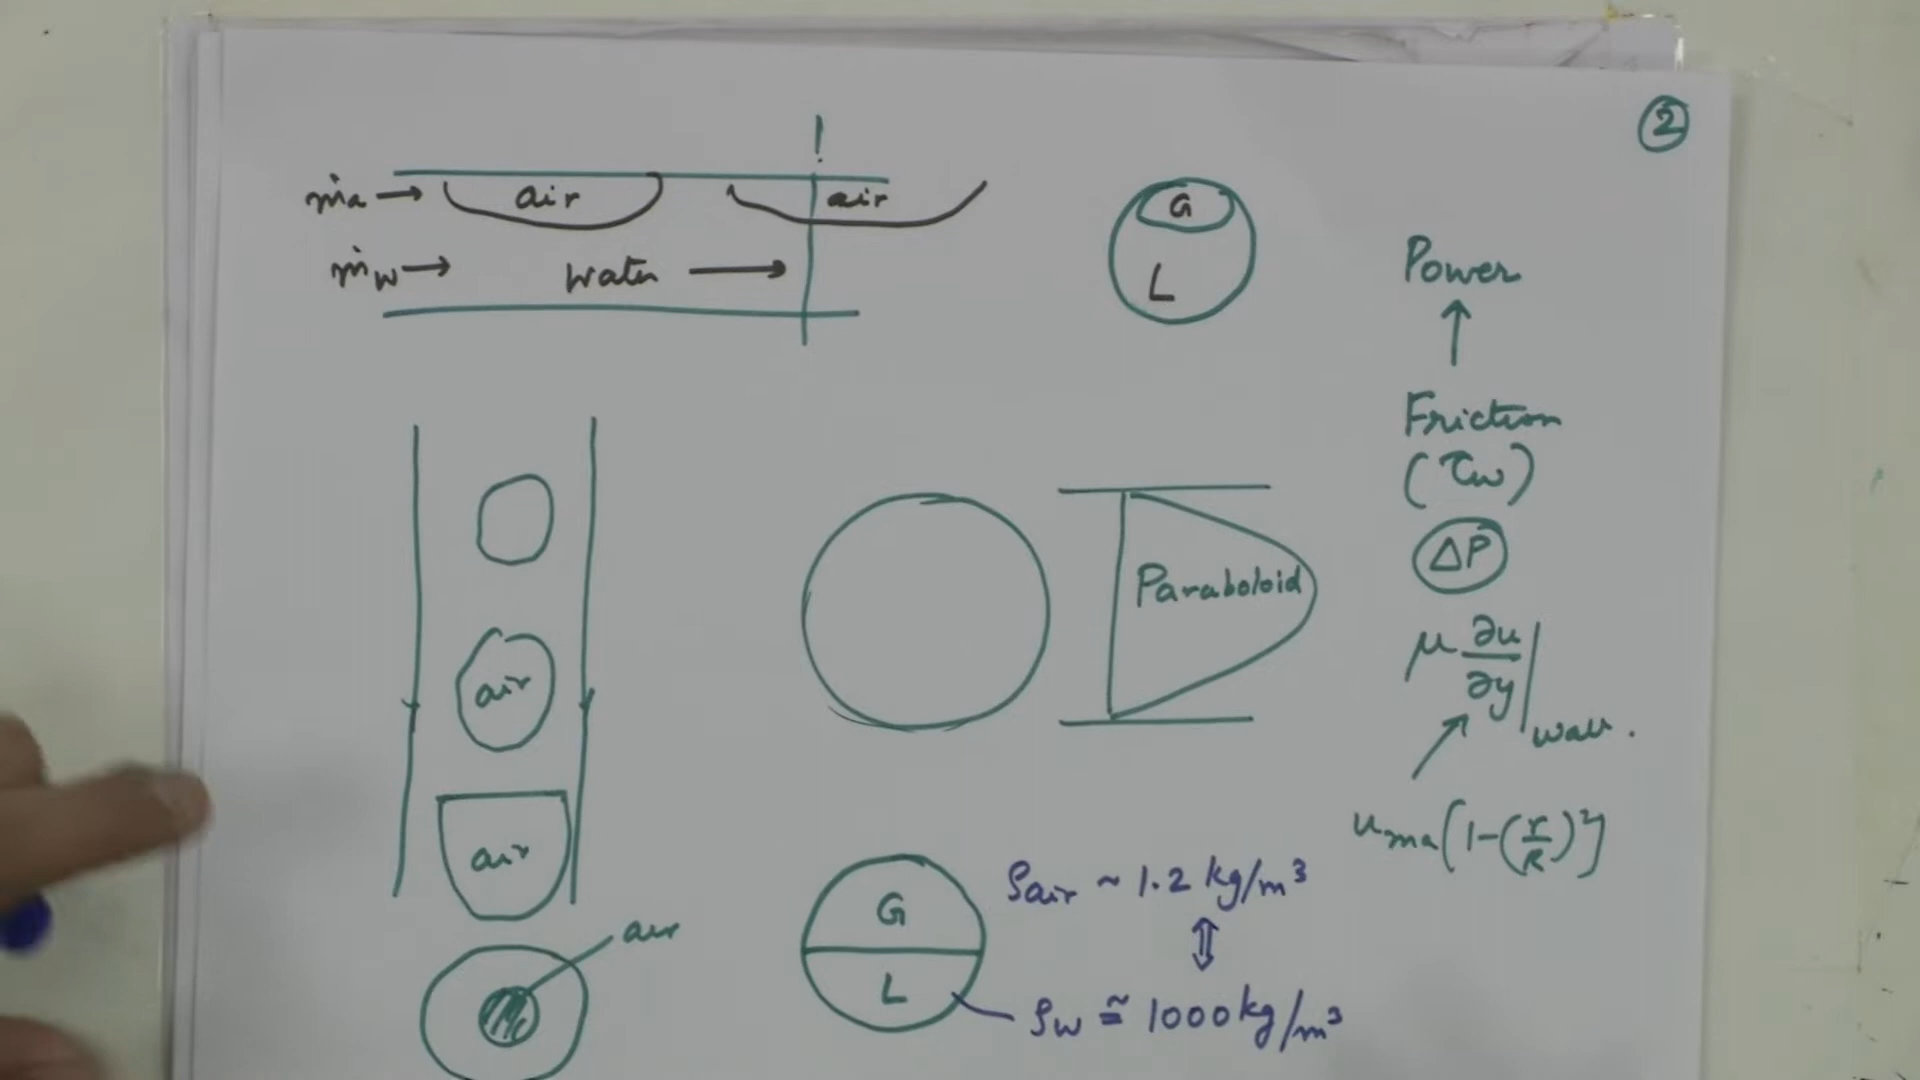 ②
!
ṁa → air air
ṁw → water →
G
L
Power
↑
Friction
(τw)
ΔP
μ ∂u/∂y | wall.
uma(1-(r/R)²)
Paraboloid
air
air
air
G
L
ρair ~ 1.2 kg/m³
⇕
ρw ≅ 1000 kg/m³